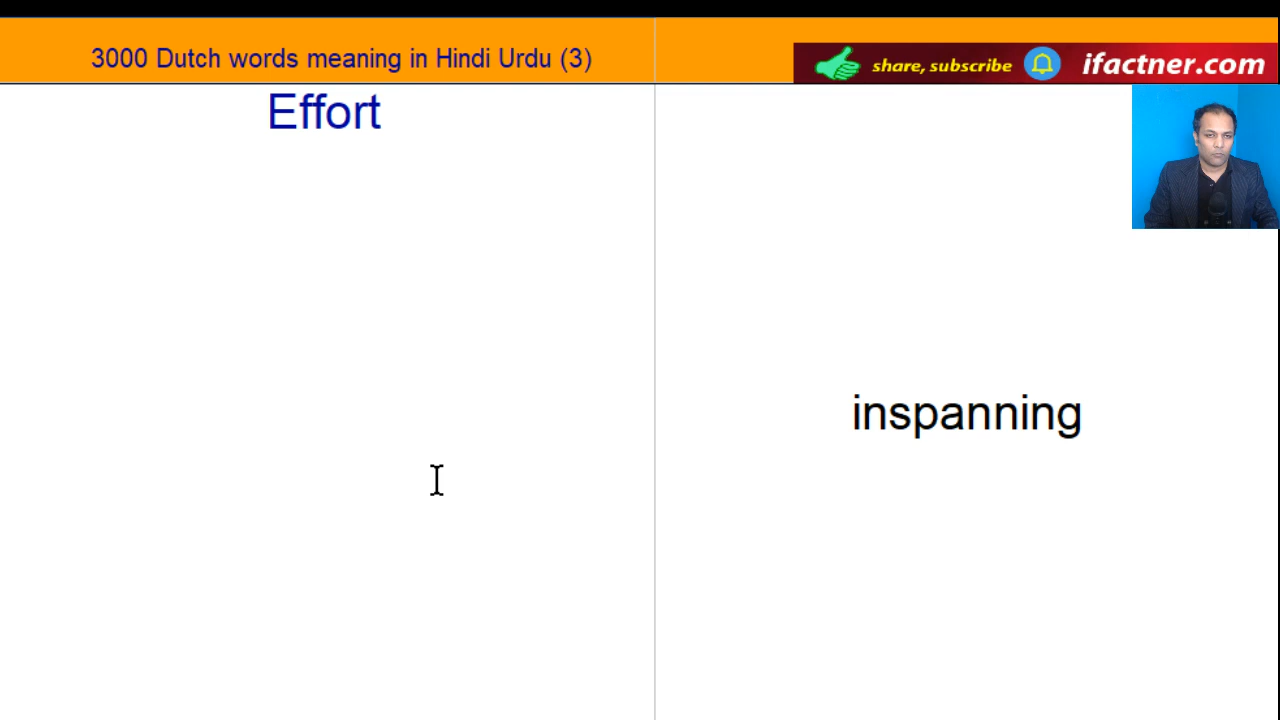 3000 Dutch words meaning in Hindi Urdu (3)
share, subscribe
ifactner.com
Effort
inspanning